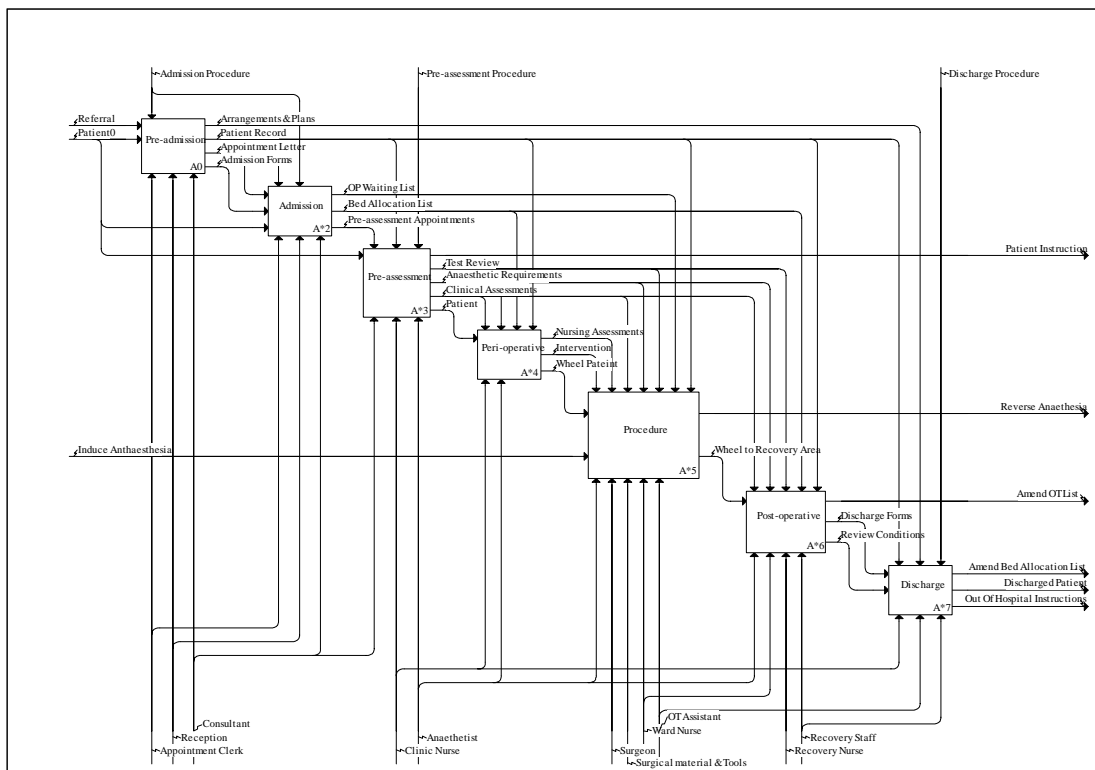 Admission Procedure
Pre-assessment Procedure
Discharge Procedure
Referral
Arrangements & Plans
Patient0
Pre-admission
Patient Record
Appointment Letter
Admission Forms
A0
OP Waiting List
Admission
Bed Allocation List
Pre-assessment Appointments
A*2
Patient Instruction
Test Review
Pre-assessment
Anaesthetic Requirements
Clinical Assessments
Patient
A*3
Nursing Assessments
Peri-operative
Intervention
Wheel Pateint
A*4
Reverse Anaethesia
Procedure
Induce Anthaesthesia
Wheel to Recovery Area
A*5
Amend OT List
Post-operative
Discharge Forms
Review Conditions
A*6
Amend Bed Allocation List
Discharge
Discharged Patient
Out Of Hospital Instructions
A*7
Consultant
OT Assistant
Reception
Anaethetist
Ward Nurse
Recovery Staff
Appointment Clerk
Clinic Nurse
Surgeon
Recovery Nurse
Surgical material & Tools